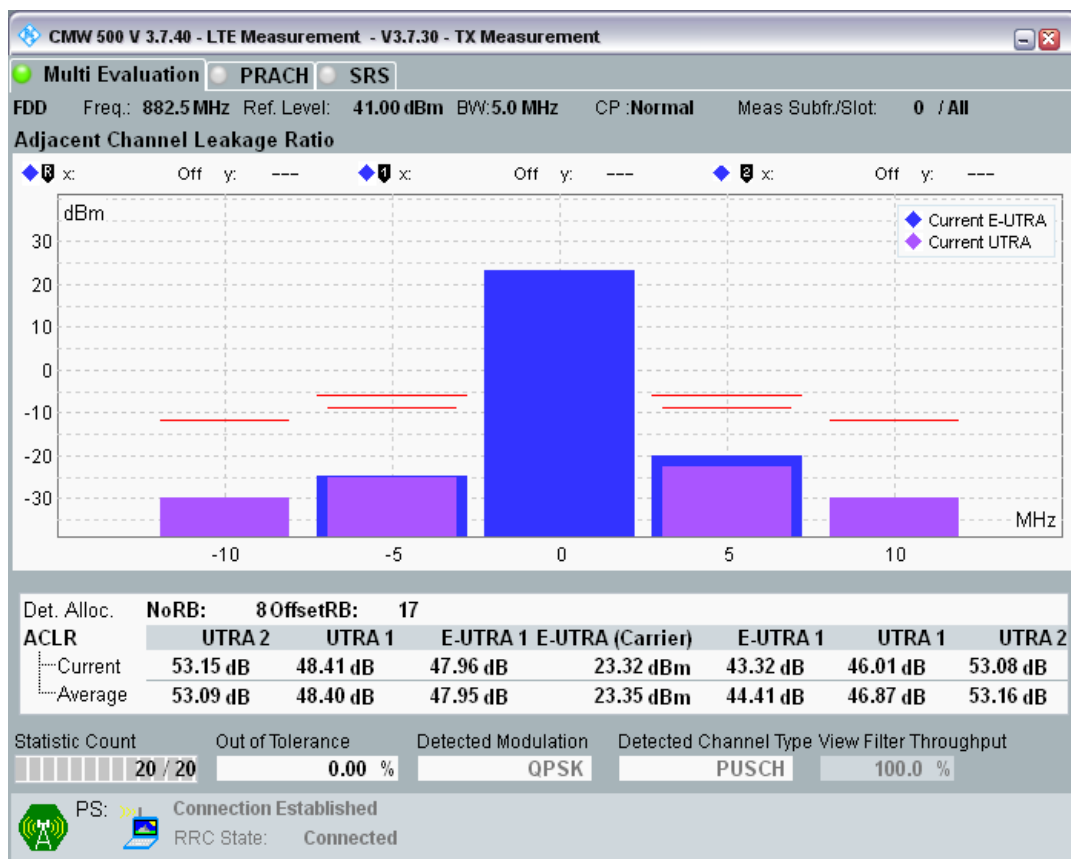 CMW 500 V 3.7.40 - LTE Measurement - V3.7.30 - TX Measurement
Multi Evaluation PRACH SRS
FDD Freq.: 882.5 MHz Ref. Level: 41.00 dBm BW:5.0 MHz CP :Normal Meas Subfr./Slot: 0 / All
Adjacent Channel Leakage Ratio
R x: Off y: --- 1 x: Off y: --- 2 x: Off y: ---
dBm
Current E-UTRA
Current UTRA
30
20
10
0
-10
-20
-30
MHz
-10 -5 0 5 10
Det. Alloc. NoRB: 8 OffsetRB: 17
ACLR UTRA 2 UTRA 1 E-UTRA 1 E-UTRA (Carrier) E-UTRA 1 UTRA 1 UTRA 2
Current 53.15 dB 48.41 dB 47.96 dB 23.32 dBm 43.32 dB 46.01 dB 53.08 dB
Average 53.09 dB 48.40 dB 47.95 dB 23.35 dBm 44.41 dB 46.87 dB 53.16 dB
Statistic Count Out of Tolerance Detected Modulation Detected Channel Type View Filter Throughput
20 / 20 0.00 % QPSK PUSCH 100.0 %
PS: Connection Established
RRC State: Connected